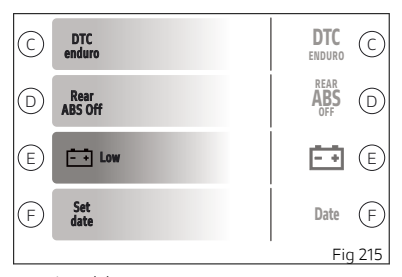 C DTC enduro DTC ENDURO C
D Rear ABS Off REAR ABS OFF D
E - + Low - + E
F Set date Date F
Fig 215